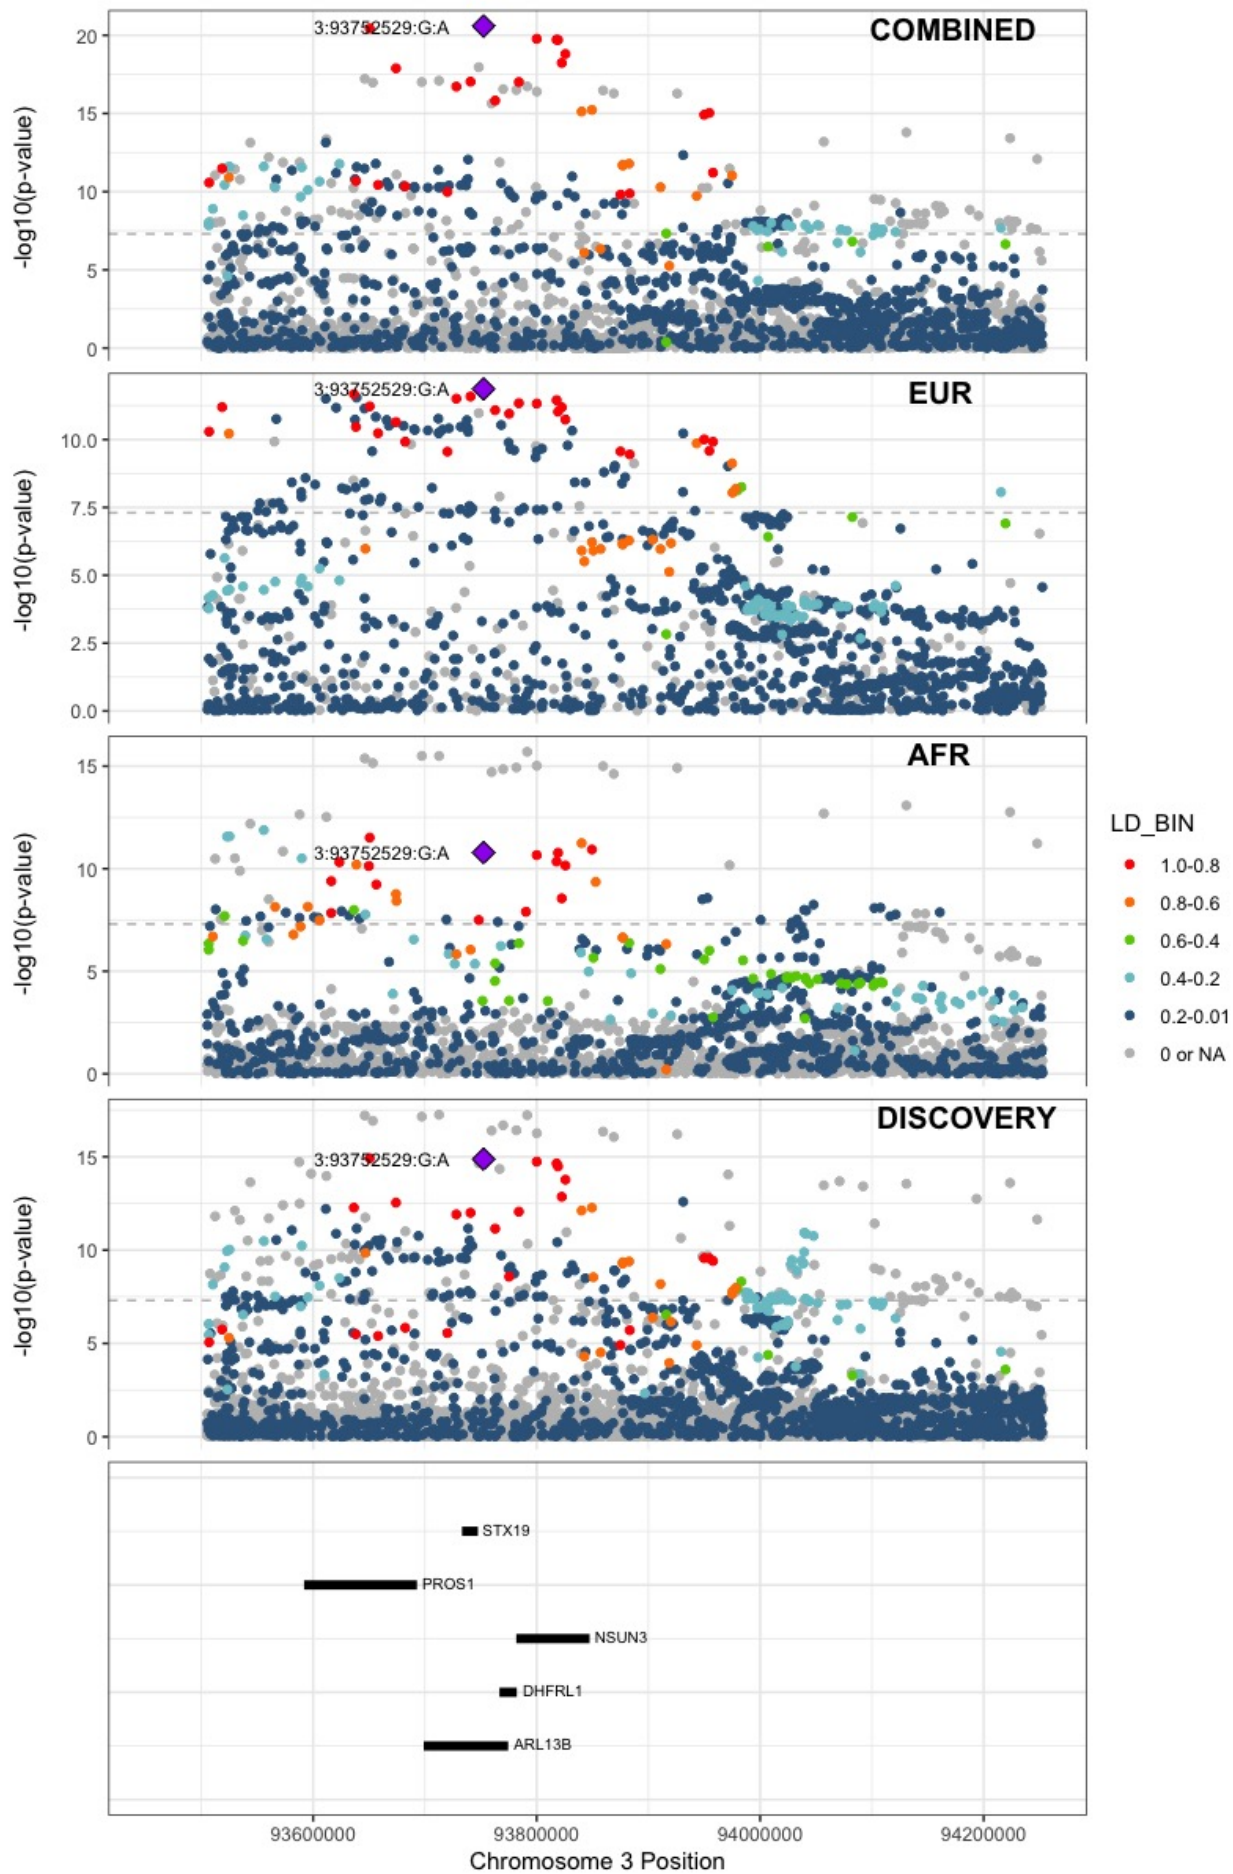 COMBINED
3:93752529:G:A
20
15
10
5
0
-log10(p-value)
EUR
3:93752529:G:A
10.0
7.5
5.0
2.5
0.0
-log10(p-value)
AFR
3:93752529:G:A
15
10
5
0
-log10(p-value)
DISCOVERY
3:93752529:G:A
15
10
5
0
-log10(p-value)
LD_BIN
1.0-0.8
0.8-0.6
0.6-0.4
0.4-0.2
0.2-0.01
0 or NA
STX19
PROS1
NSUN3
DHFRL1
ARL13B
93600000 93800000 94000000 94200000
Chromosome 3 Position